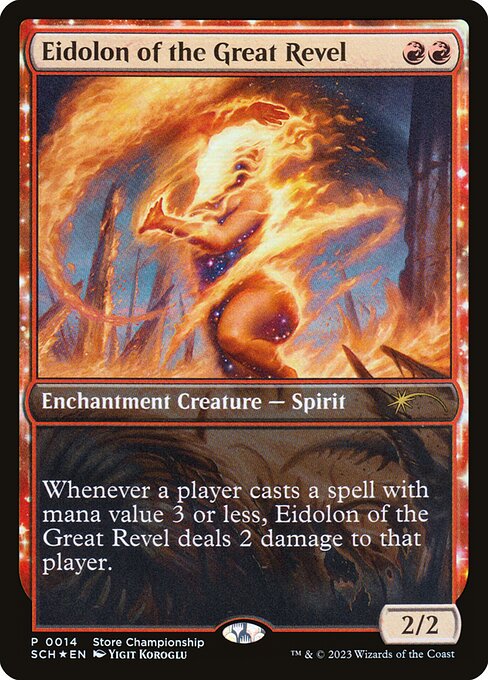 Eidolon of the Great Revel
Enchantment Creature — Spirit
Whenever a player casts a spell with
mana value 3 or less, Eidolon of the
Great Revel deals 2 damage to that
player.
2/2
P 0014 Store Championship
SCH★EN Yigit Koroglu
™ & © 2023 Wizards of the Coast